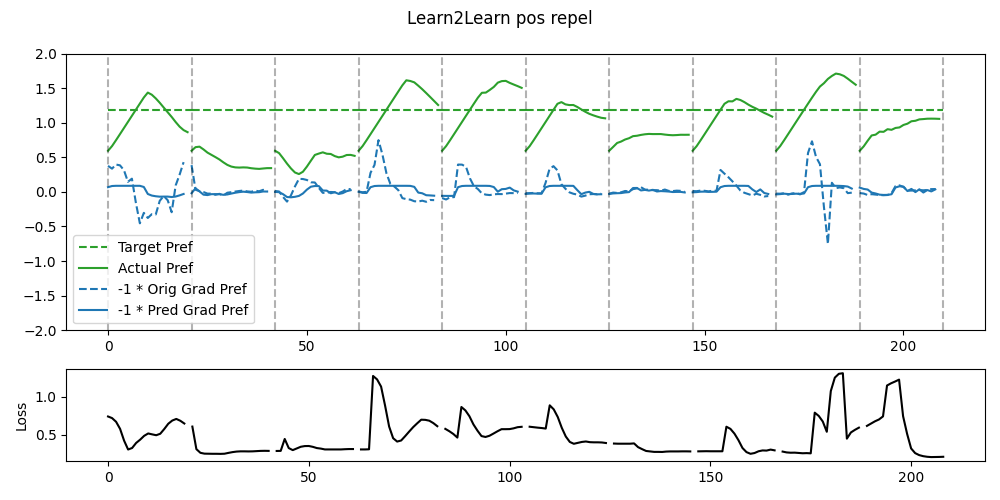 Learn2Learn pos repel
2.0
1.5
1.0
0.5
0.0
−0.5
−1.0
−1.5
−2.0
Target Pref
Actual Pref
-1 * Orig Grad Pref
-1 * Pred Grad Pref
0 50 100 150 200
Loss
1.0
0.5
0 50 100 150 200